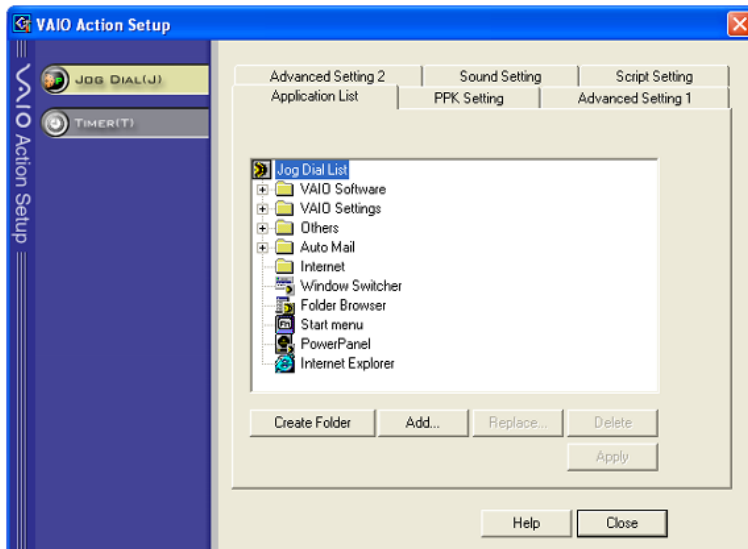 VAIO Action Setup
JOG DIAL(J)
TIMER(T)
VAIO Action Setup
Advanced Setting 2
Sound Setting
Script Setting
Application List
PPK Setting
Advanced Setting 1
Jog Dial List
VAIO Software
VAIO Settings
Others
Auto Mail
Internet
Window Switcher
Folder Browser
Start menu
PowerPanel
Internet Explorer
Create Folder
Add...
Replace...
Delete
Apply
Help
Close